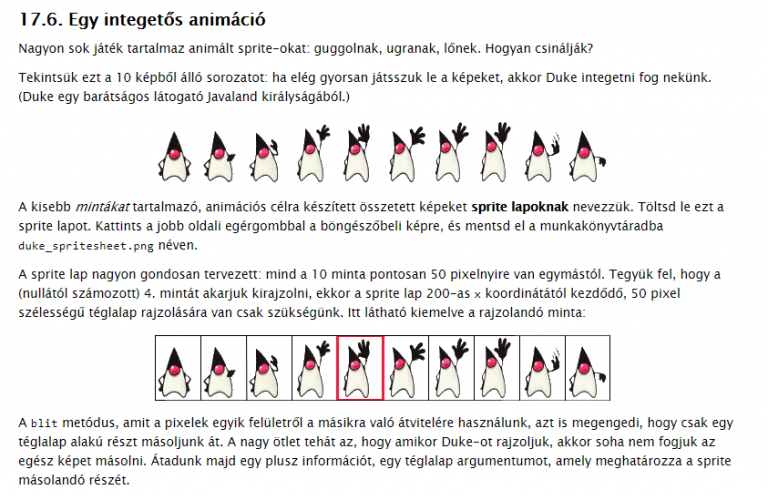 17.6. Egy integetős animáció
Nagyon sok játék tartalmaz animált sprite-okat: guggolnak, ugranak, lőnek. Hogyan csinálják?
Tekintsük ezt a 10 képből álló sorozatot: ha elég gyorsan játsszuk le a képeket, akkor Duke integetni fog nekünk.
(Duke egy barátságos látogató Javaland királyságából.)
A kisebb mintákat tartalmazó, animációs célra készített összetett képeket sprite lapoknak nevezzük. Töltsd le ezt a
sprite lapot. Kattints a jobb oldali egérgombbal a böngészőbeli képre, és mentsd el a munkakönyvtáradba
duke_spritesheet.png néven.
A sprite lap nagyon gondosan tervezett: mind a 10 minta pontosan 50 pixelnyire van egymástól. Tegyük fel, hogy a
(nullától számozott) 4. mintát akarjuk kirajzolni, ekkor a sprite lap 200-as x koordinátától kezdődő, 50 pixel
szélességű téglalap rajzolására van csak szükségünk. Itt látható kiemelve a rajzolandó minta:
A blit metódus, amit a pixelek egyik felületről a másikra való átvitelére használunk, azt is megengedi, hogy csak egy
téglalap alakú részt másoljunk át. A nagy ötlet tehát az, hogy amikor Duke-ot rajzoljuk, akkor soha nem fogjuk az
egész képet másolni. Átadunk majd egy plusz információt, egy téglalap argumentumot, amely meghatározza a sprite
másolandó részét.